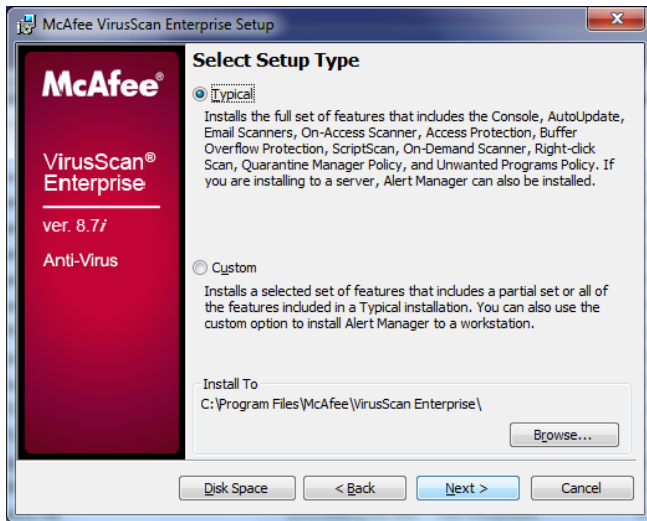 McAfee VirusScan Enterprise Setup
McAfee®
VirusScan®
Enterprise
ver. 8.7i
Anti-Virus
Select Setup Type
Typical
Installs the full set of features that includes the Console, AutoUpdate,
Email Scanners, On-Access Scanner, Access Protection, Buffer
Overflow Protection, ScriptScan, On-Demand Scanner, Right-click
Scan, Quarantine Manager Policy, and Unwanted Programs Policy. If
you are installing to a server, Alert Manager can also be installed.
Custom
Installs a selected set of features that includes a partial set or all of
the features included in a Typical installation. You can also use the
custom option to install Alert Manager to a workstation.
Install To
C:\Program Files\McAfee\VirusScan Enterprise\
Browse...
Disk Space
< Back
Next >
Cancel